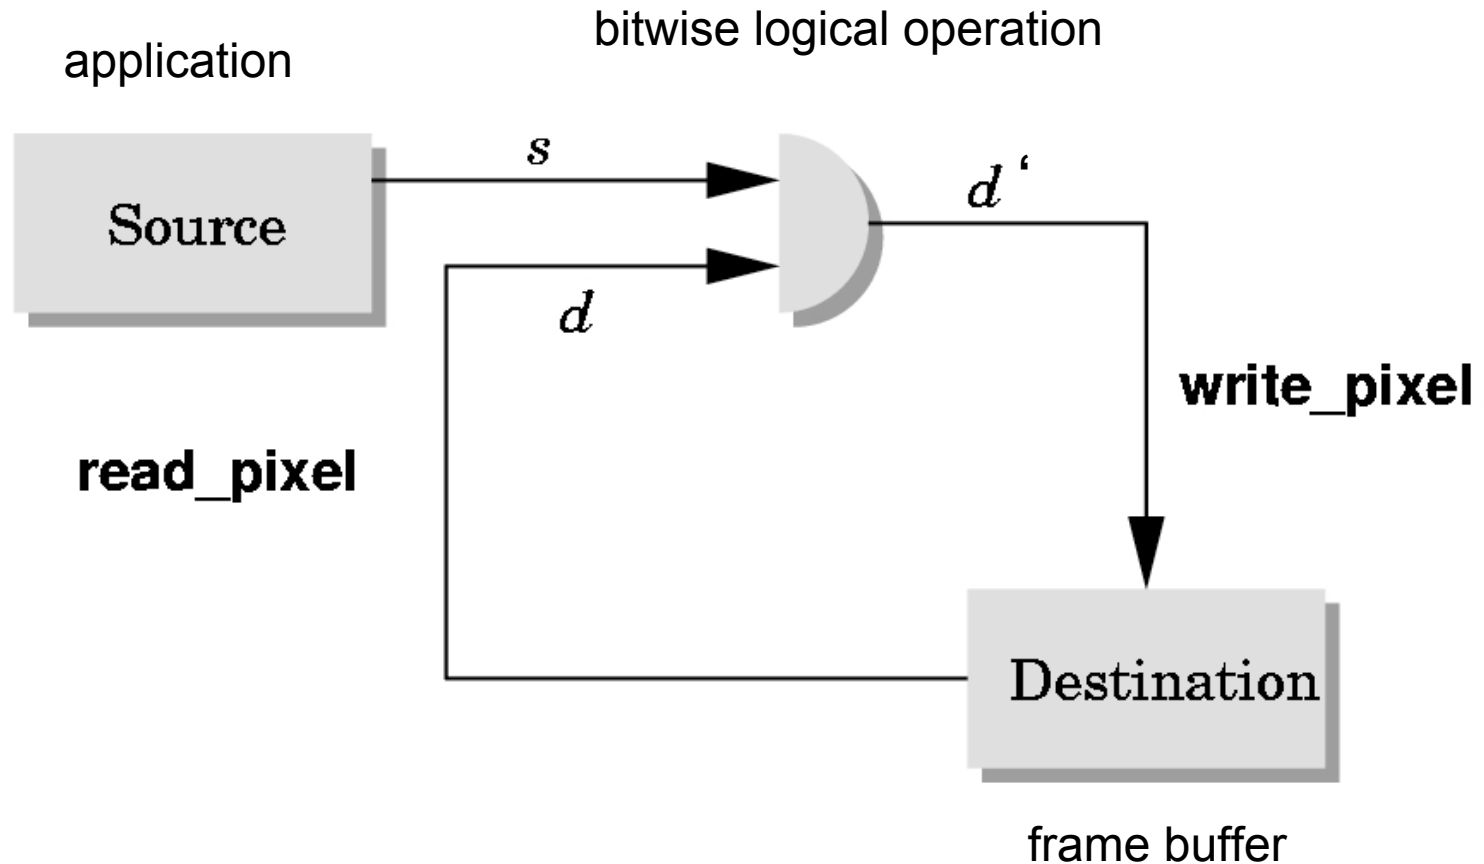 bitwise logical operation
application
s
d ‘
Source
d
write_pixel
read_pixel
Destination
frame buffer